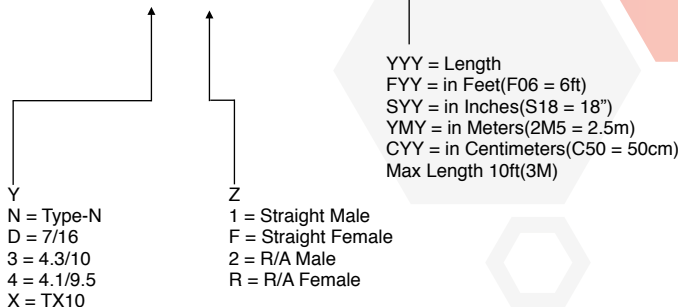 YYY = Length
FYY = in Feet(F06 = 6ft)
SYY = in Inches(S18 = 18”)
YMY = in Meters(2M5 = 2.5m)
CYY = in Centimeters(C50 = 50cm)
Max Length 10ft(3M)
Y
N = Type-N
D = 7/16
3 = 4.3/10
4 = 4.1/9.5
X = TX10
Z
1 = Straight Male
F = Straight Female
2 = R/A Male
R = R/A Female